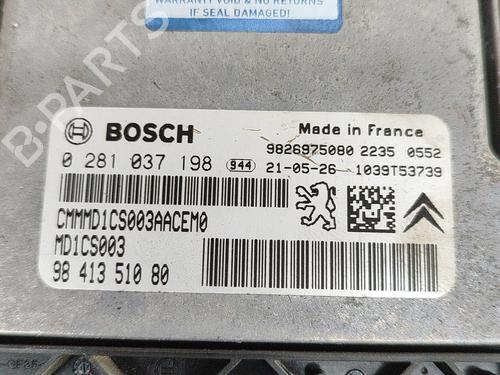 WARRANTY VOID & NO RETURNS
IF SEAL DAMAGED!
B-PARTS
BOSCH
Made in France
9826975080 2235 0552
0 281 037 198 944 21-05-26 1039T53739
CMMMD1CS003AACEM0
MD1CS003
98 413 510 80